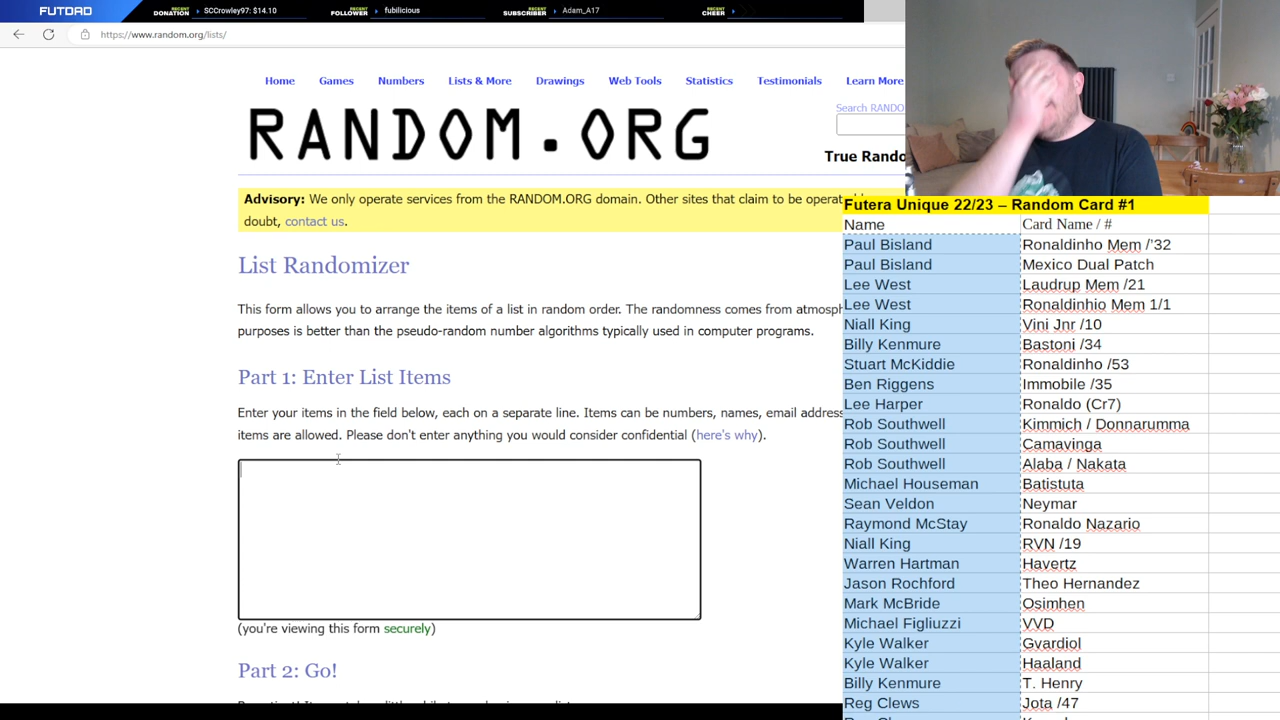 FUTDAD
RECENT DONATION SCCrowley97: $14.10
RECENT FOLLOWER fubilicious
RECENT SUBSCRIBER Adam_A17
RECENT CHEER
https://www.random.org/lists/
Home Games Numbers Lists & More Drawings Web Tools Statistics Testimonials Learn More
RANDOM.ORG
Search RANDO
True Rando
Advisory: We only operate services from the RANDOM.ORG domain. Other sites that claim to be operat
doubt, contact us.
List Randomizer
This form allows you to arrange the items of a list in random order. The randomness comes from atmosph
purposes is better than the pseudo-random number algorithms typically used in computer programs.
Part 1: Enter List Items
Enter your items in the field below, each on a separate line. Items can be numbers, names, email address
items are allowed. Please don't enter anything you would consider confidential (here's why).
(you're viewing this form securely)
Part 2: Go!
Futera Unique 22/23 – Random Card #1
Name Card Name / #
Paul Bisland Ronaldinho Mem /'32
Paul Bisland Mexico Dual Patch
Lee West Laudrup Mem /21
Lee West Ronaldinhio Mem 1/1
Niall King Vini Jnr /10
Billy Kenmure Bastoni /34
Stuart McKiddie Ronaldinho /53
Ben Riggens Immobile /35
Lee Harper Ronaldo (Cr7)
Rob Southwell Kimmich / Donnarumma
Rob Southwell Camavinga
Rob Southwell Alaba / Nakata
Michael Houseman Batistuta
Sean Veldon Neymar
Raymond McStay Ronaldo Nazario
Niall King RVN /19
Warren Hartman Havertz
Jason Rochford Theo Hernandez
Mark McBride Osimhen
Michael Figliuzzi VVD
Kyle Walker Gvardiol
Kyle Walker Haaland
Billy Kenmure T. Henry
Reg Clews Jota /47